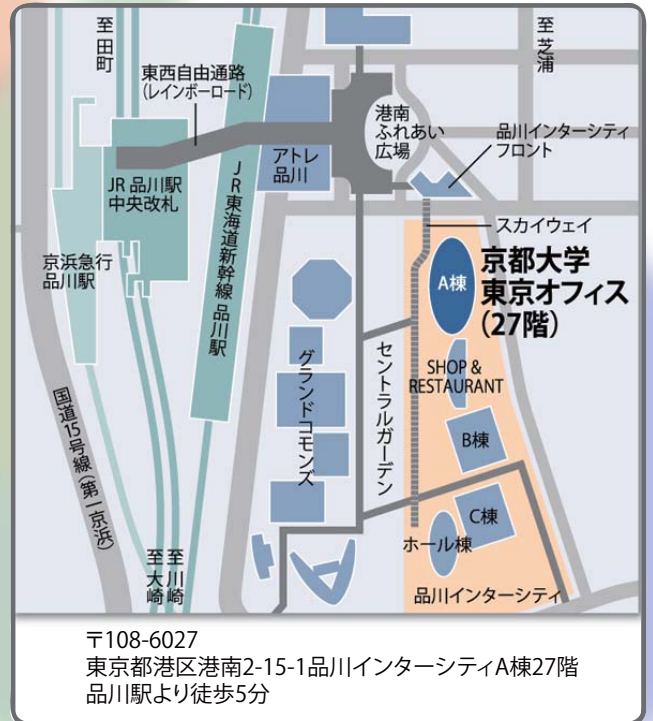 至田町
東西自由通路
（レインボーロード）
至芝浦
港南
ふれあい
広場
品川インターシティ
フロント
アトレ
品川
JR 品川駅
中央改札
JR東海道新幹線 品川駅
スカイウェイ
京浜急行
品川駅
A棟
京都大学
東京オフィス
（27階）
国道15号線（第一京浜）
グランドコモンズ
セントラルガーデン
SHOP &
RESTAURANT
B棟
C棟
ホール棟
至大崎
至川崎
品川インターシティ
〒108-6027
東京都港区港南2-15-1品川インターシティA棟27階
品川駅より徒歩5分